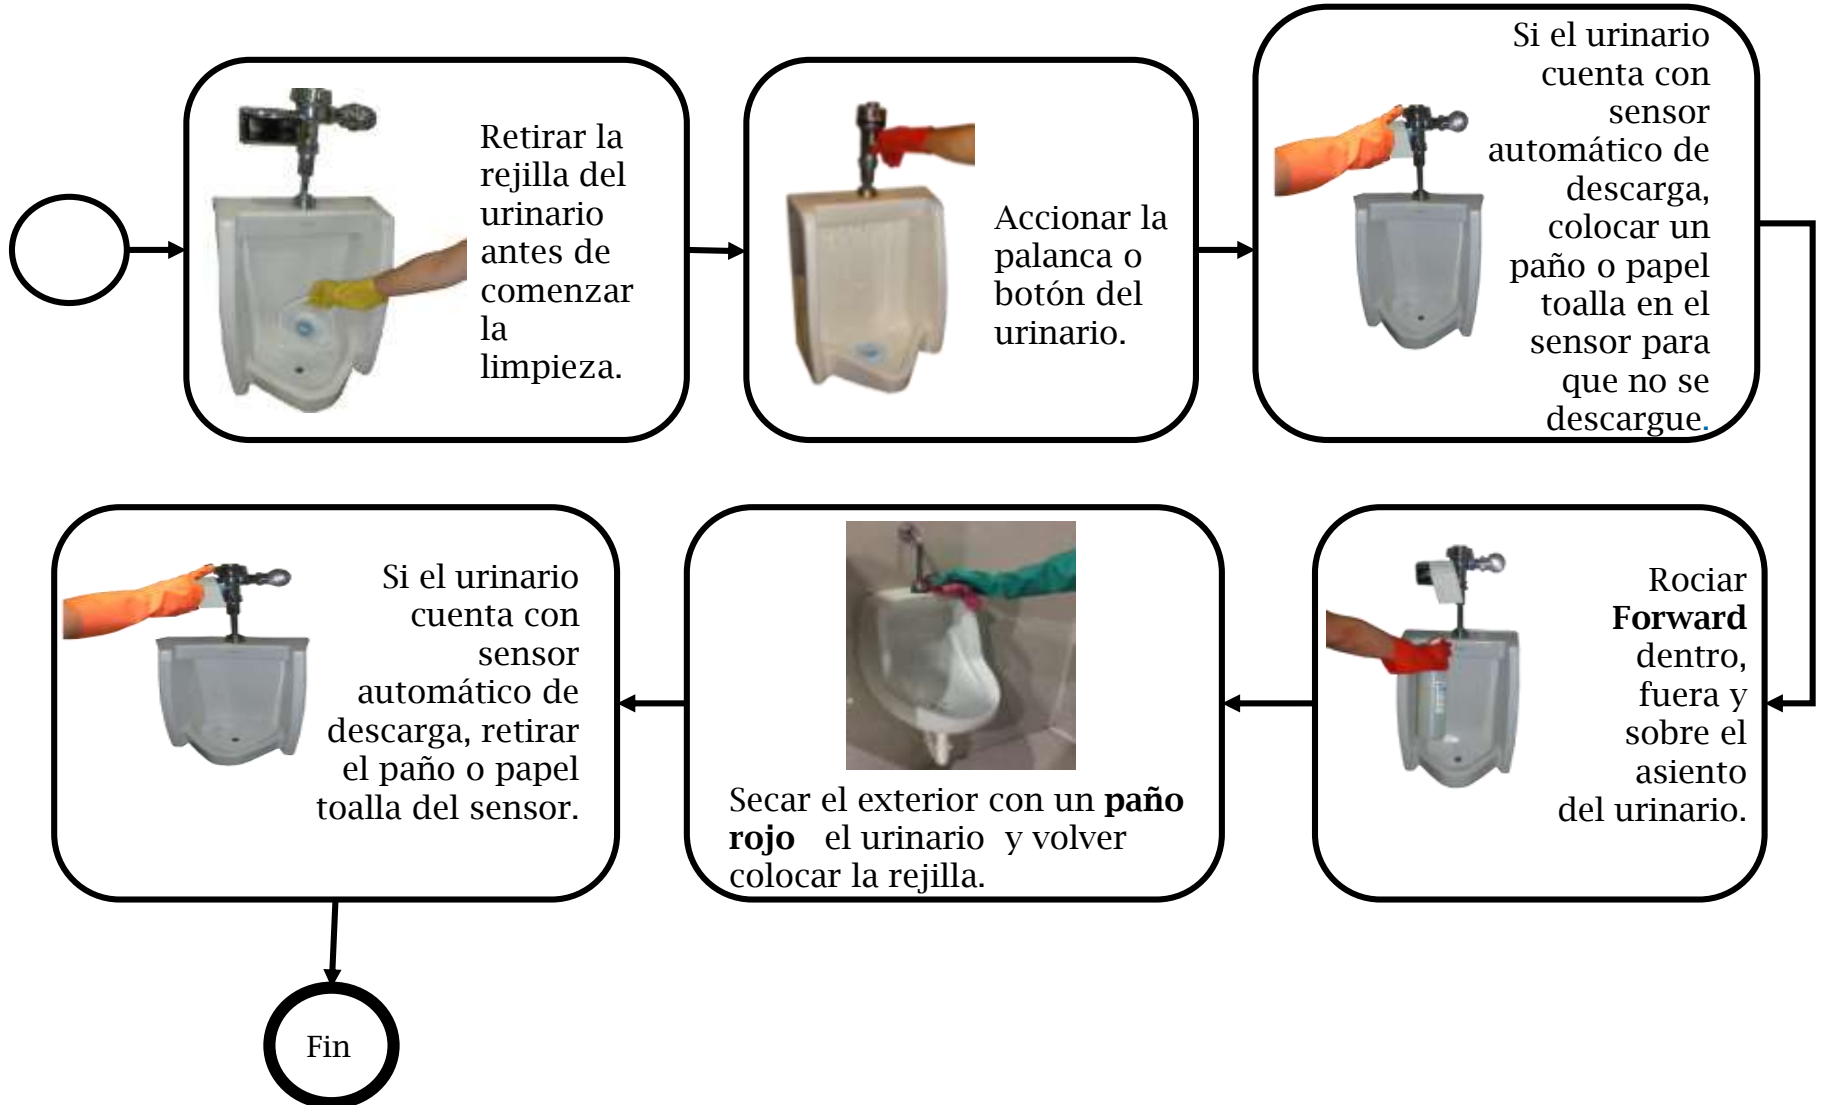 Retirar la
rejilla del
urinario
antes de
comenzar
la
limpieza.
Accionar la
palanca o
botón del
urinario.
Si el urinario
cuenta con
sensor
automático de
descarga,
colocar un
paño o papel
toalla en el
sensor para
que no se
descargue.
Rociar
Forward
dentro,
fuera y
sobre el
asiento
del urinario.
Secar el exterior con un paño
rojo el urinario y volver
colocar la rejilla.
Si el urinario
cuenta con
sensor
automático de
descarga, retirar
el paño o papel
toalla del sensor.
Fin